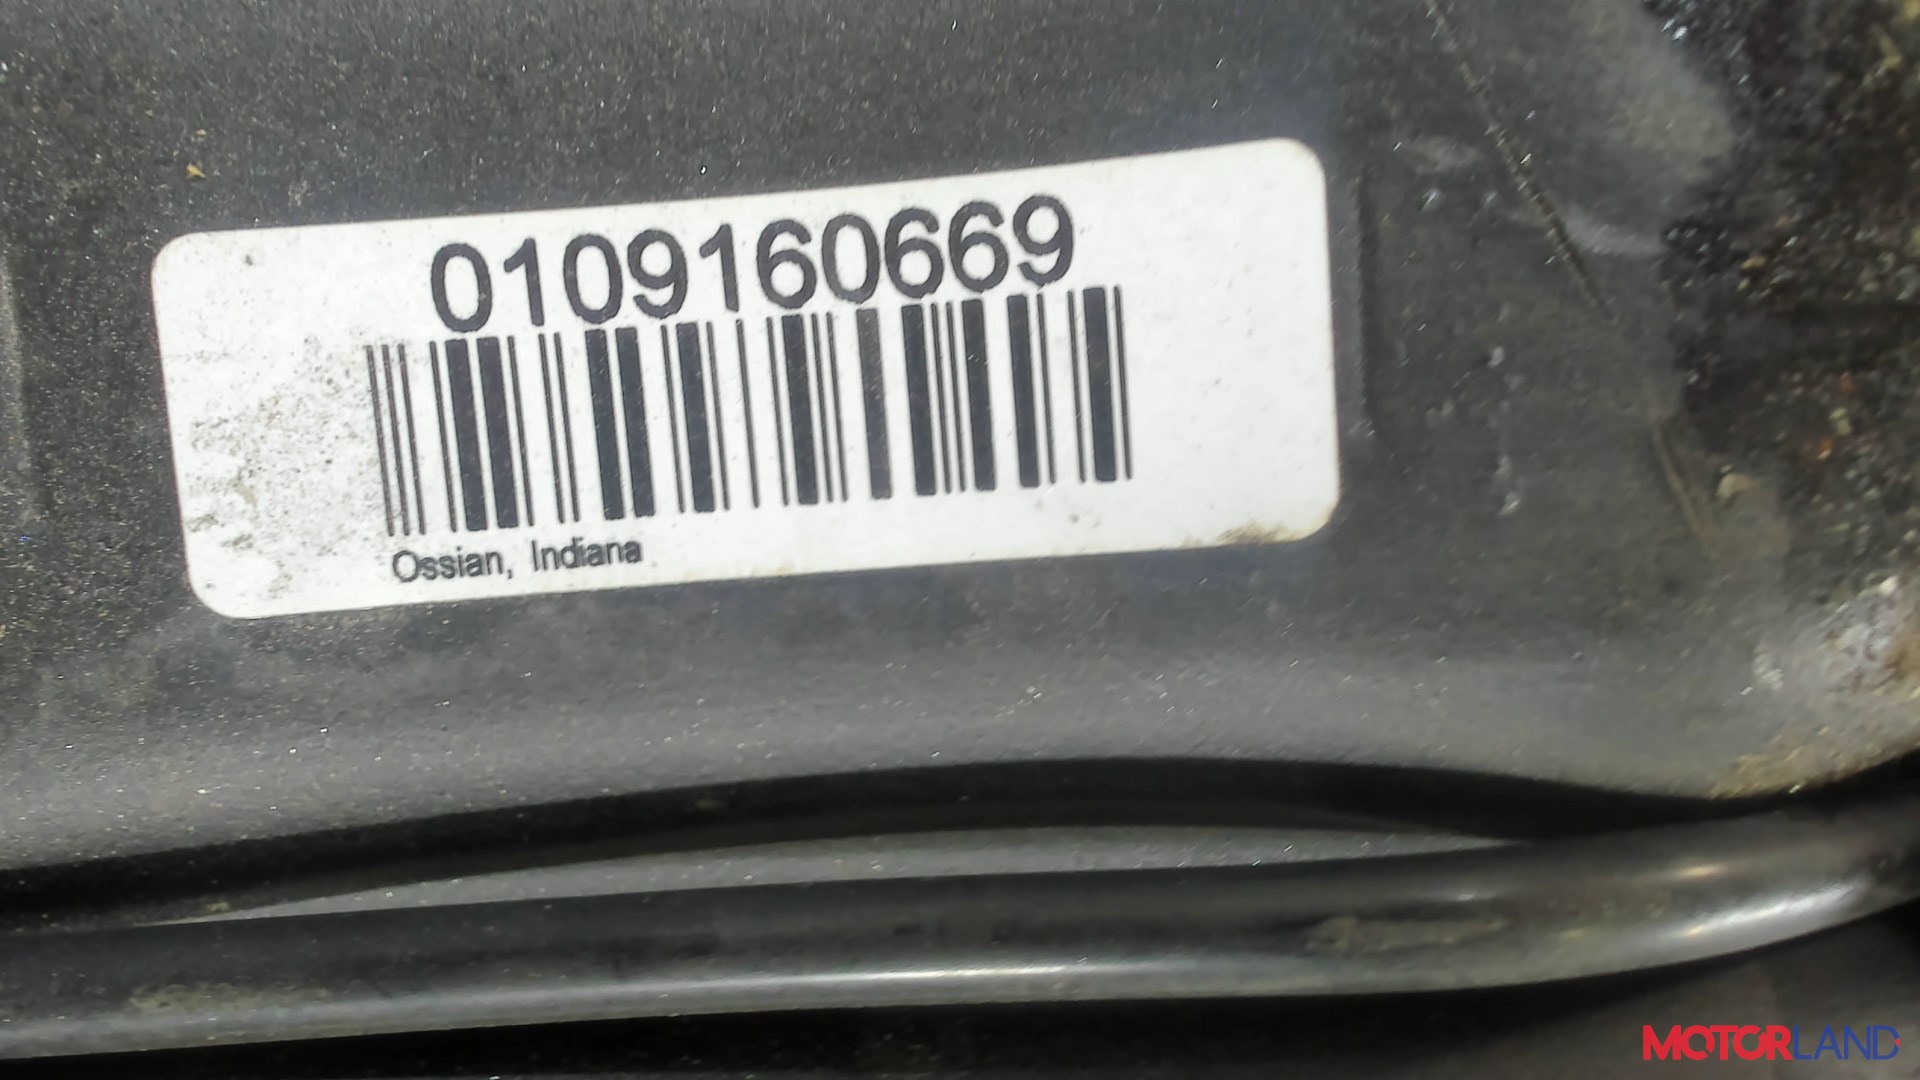 0109160669
Ossian, Indiana
MOTORLAND